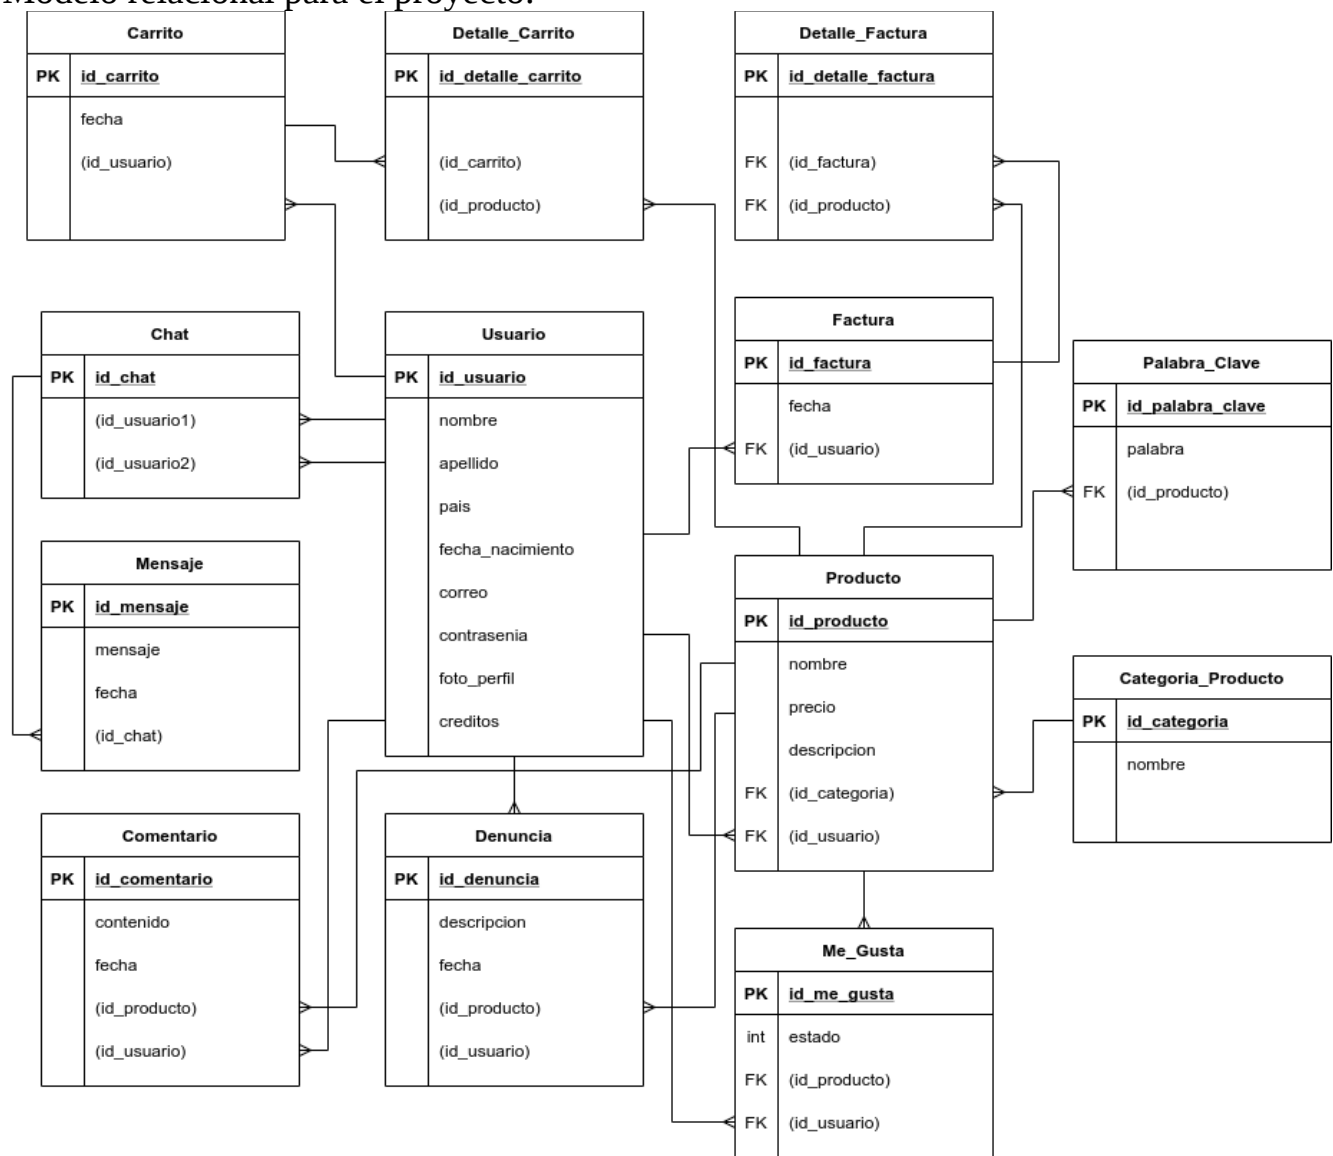 Modelo relacional para el proyecto.
Carrito
PK id_carrito
fecha
(id_usuario)
Detalle_Carrito
PK id_detalle_carrito
(id_carrito)
(id_producto)
Detalle_Factura
PK id_detalle_factura
FK (id_factura)
FK (id_producto)
Chat
PK id_chat
(id_usuario1)
(id_usuario2)
Usuario
PK id_usuario
nombre
apellido
pais
fecha_nacimiento
correo
contrasenia
foto_perfil
creditos
Factura
PK id_factura
fecha
FK (id_usuario)
Palabra_Clave
PK id_palabra_clave
palabra
FK (id_producto)
Mensaje
PK id_mensaje
mensaje
fecha
(id_chat)
Producto
PK id_producto
nombre
precio
descripcion
FK (id_categoria)
FK (id_usuario)
Categoria_Producto
PK id_categoria
nombre
Comentario
PK id_comentario
contenido
fecha
(id_producto)
(id_usuario)
Denuncia
PK id_denuncia
descripcion
fecha
(id_producto)
(id_usuario)
Me_Gusta
PK id_me_gusta
int estado
FK (id_producto)
FK (id_usuario)